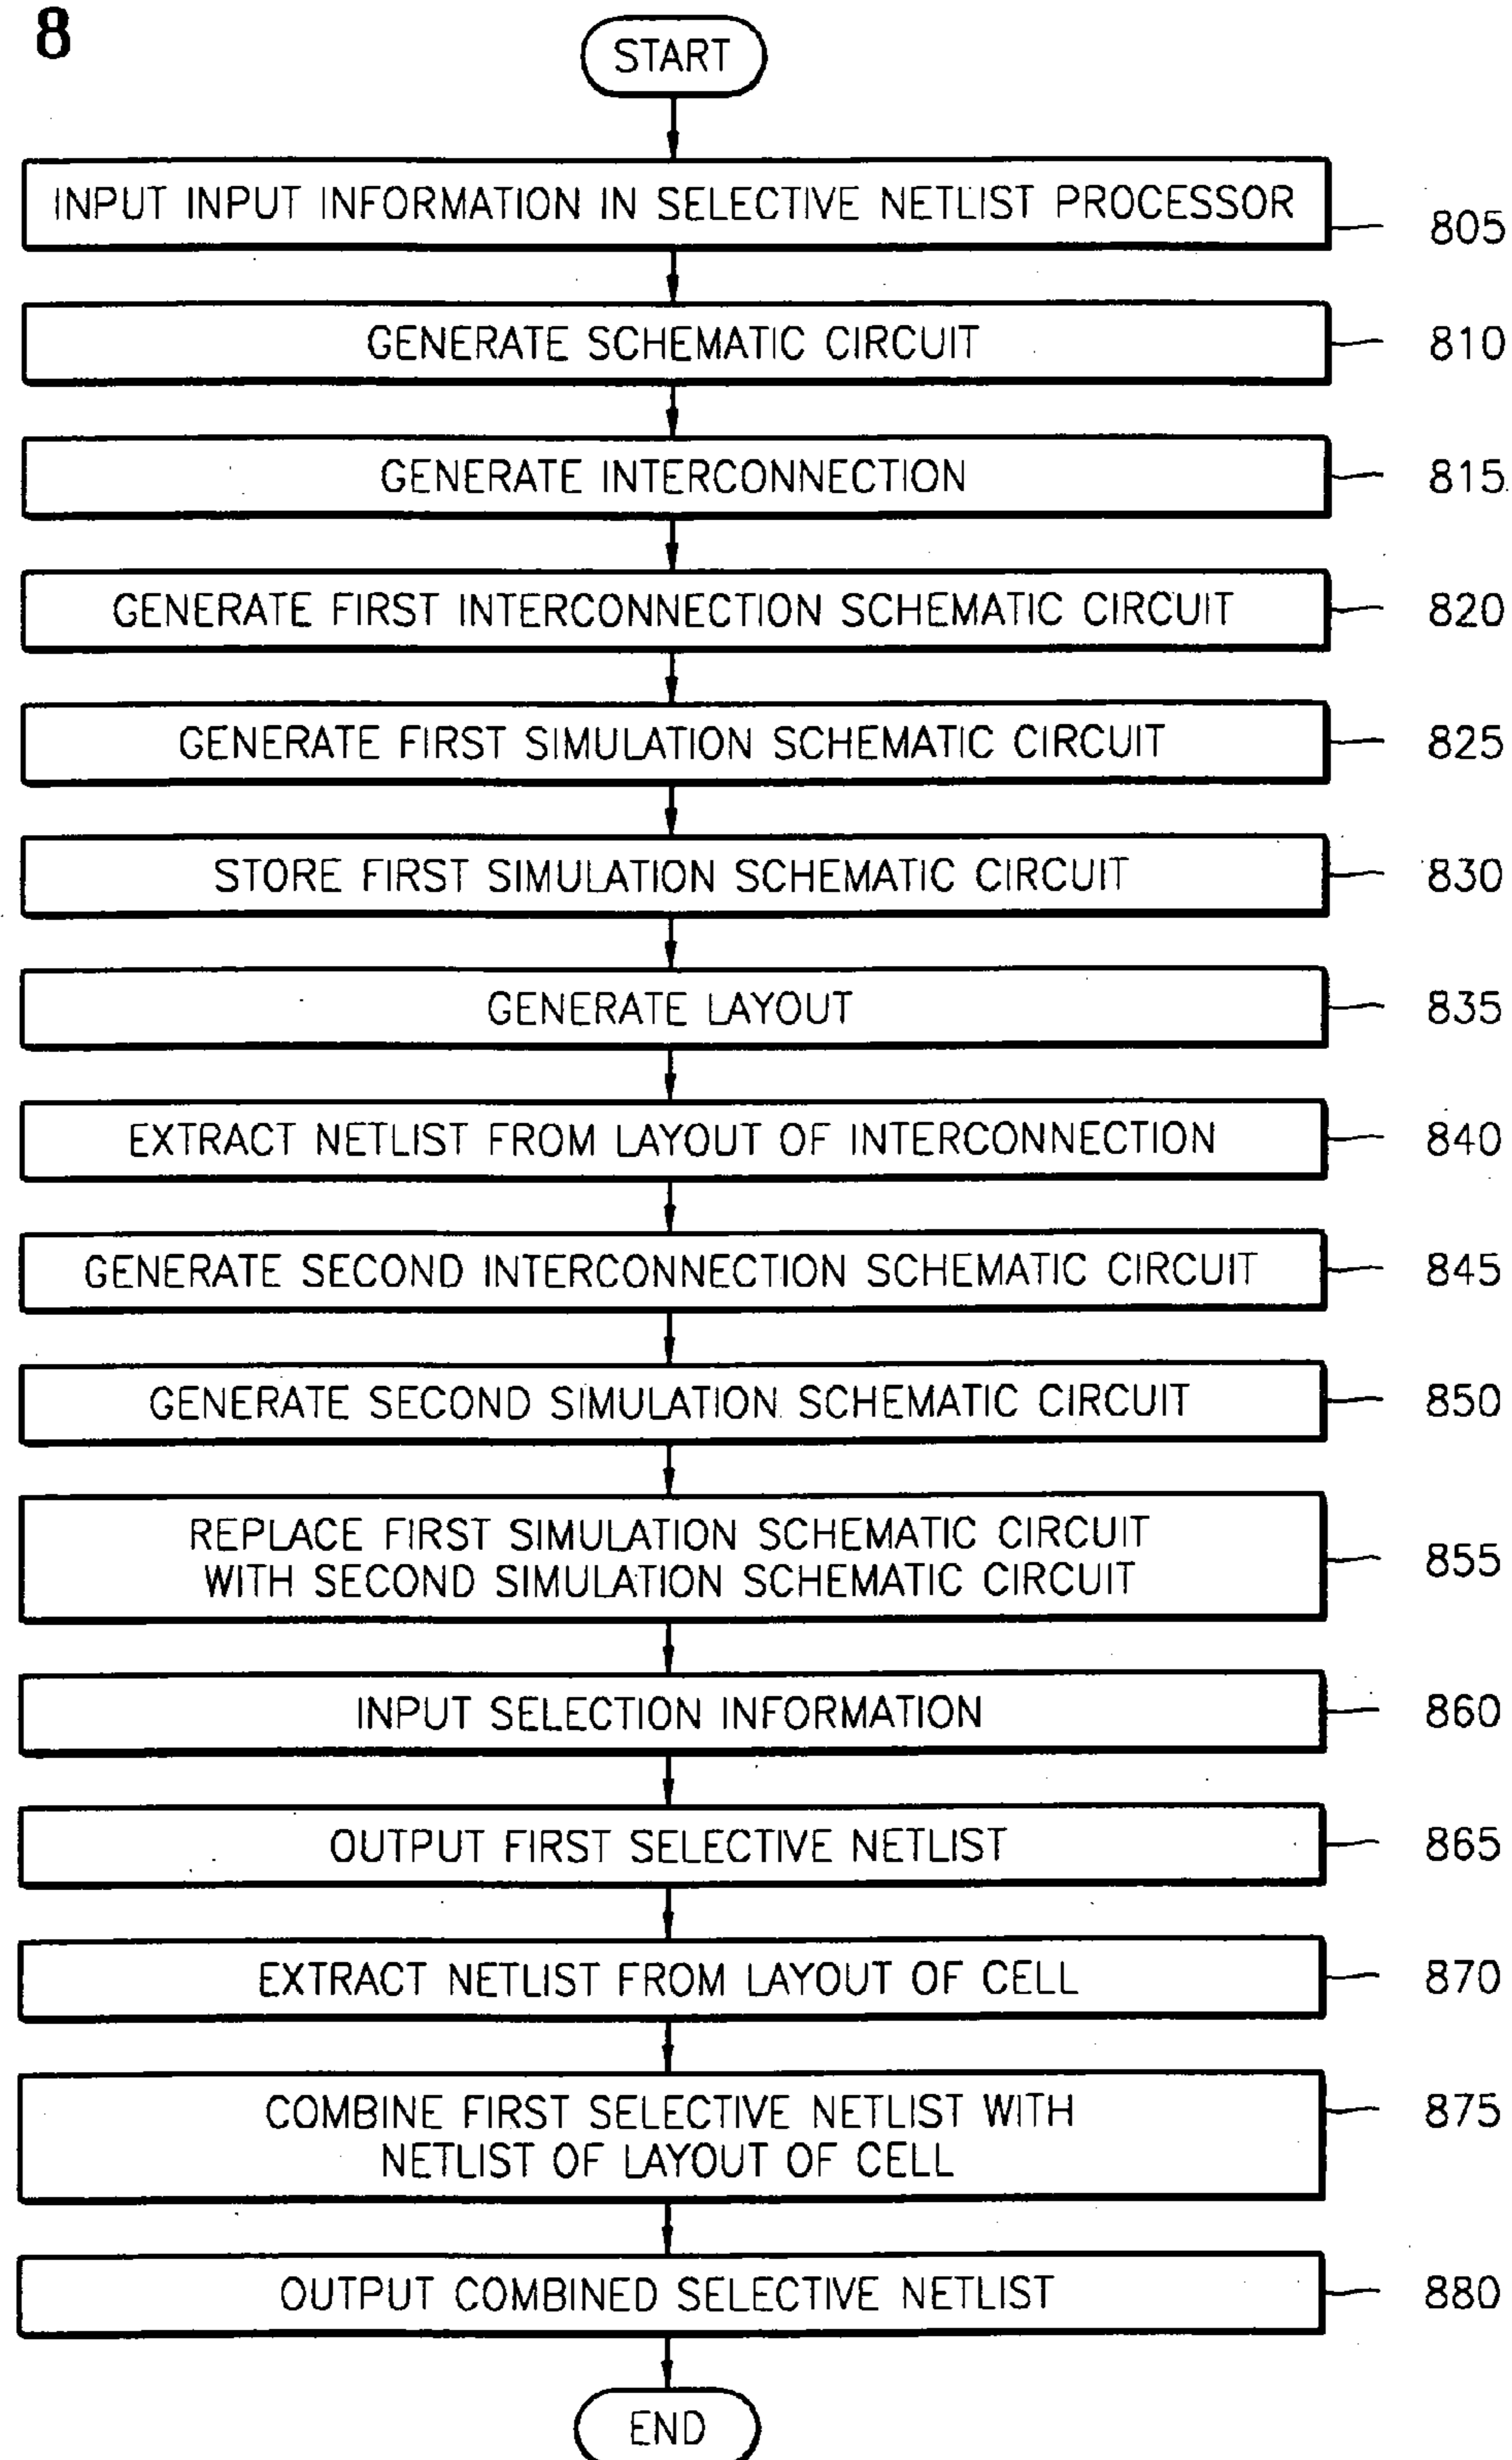 8
START
INPUT INPUT INFORMATION IN SELECTIVE NETLIST PROCESSOR
805
GENERATE SCHEMATIC CIRCUIT
810
GENERATE INTERCONNECTION
815
GENERATE FIRST INTERCONNECTION SCHEMATIC CIRCUIT
820
GENERATE FIRST SIMULATION SCHEMATIC CIRCUIT
825
STORE FIRST SIMULATION SCHEMATIC CIRCUIT
830
GENERATE LAYOUT
835
EXTRACT NETLIST FROM LAYOUT OF INTERCONNECTION
840
GENERATE SECOND INTERCONNECTION SCHEMATIC CIRCUIT
845
GENERATE SECOND SIMULATION SCHEMATIC CIRCUIT
850
REPLACE FIRST SIMULATION SCHEMATIC CIRCUIT
WITH SECOND SIMULATION SCHEMATIC CIRCUIT
855
INPUT SELECTION INFORMATION
860
OUTPUT FIRST SELECTIVE NETLIST
865
EXTRACT NETLIST FROM LAYOUT OF CELL
870
COMBINE FIRST SELECTIVE NETLIST WITH
NETLIST OF LAYOUT OF CELL
875
OUTPUT COMBINED SELECTIVE NETLIST
880
END